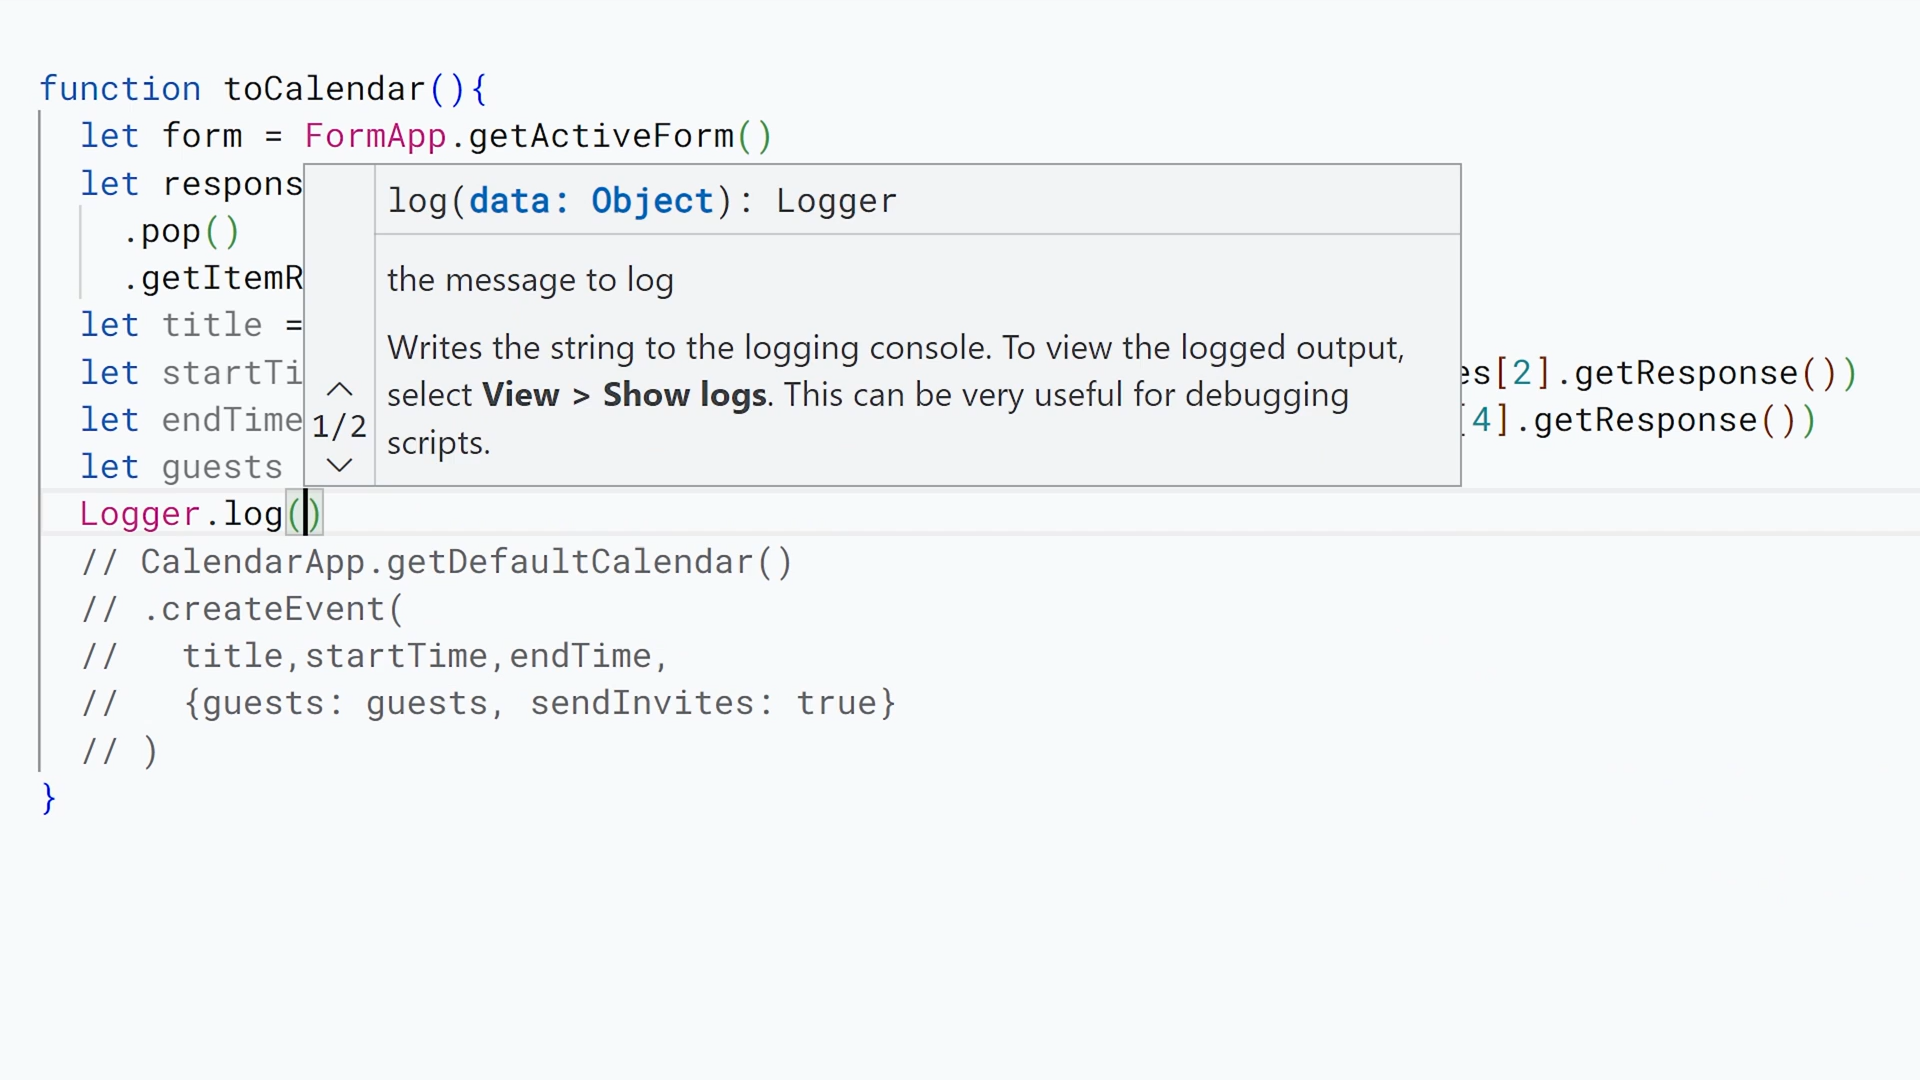 function toCalendar(){
let form = FormApp.getActiveForm()
let respons
.pop()
.getItemR
let title =
let startTi
let endTime
let guests
log(data: Object): Logger
the message to log
Writes the string to the logging console. To view the logged output,
select View > Show logs. This can be very useful for debugging
scripts.
1/2
es[2].getResponse())
[4].getResponse())
Logger.log()
// CalendarApp.getDefaultCalendar()
// .createEvent(
//   title,startTime,endTime,
//   {guests: guests, sendInvites: true}
// )
}